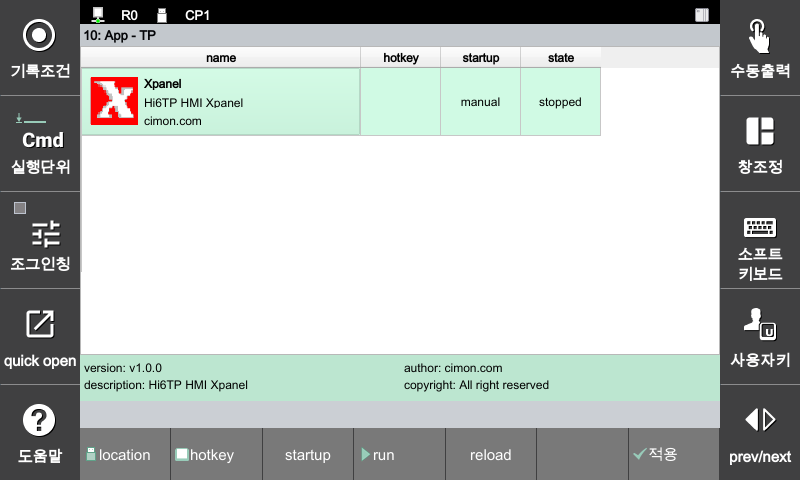 R0 CP1
10: App - TP
name hotkey startup state
Xpanel
Hi6TP HMI Xpanel
cimon.com
manual
stopped
version: v1.0.0
author: cimon.com
description: Hi6TP HMI Xpanel
copyright: All right reserved
기록조건
Cmd
실행단위
조그인칭
quick open
도움말
수동출력
창조정
소프트
키보드
U
사용자키
prev/next
location hotkey startup run reload 적용